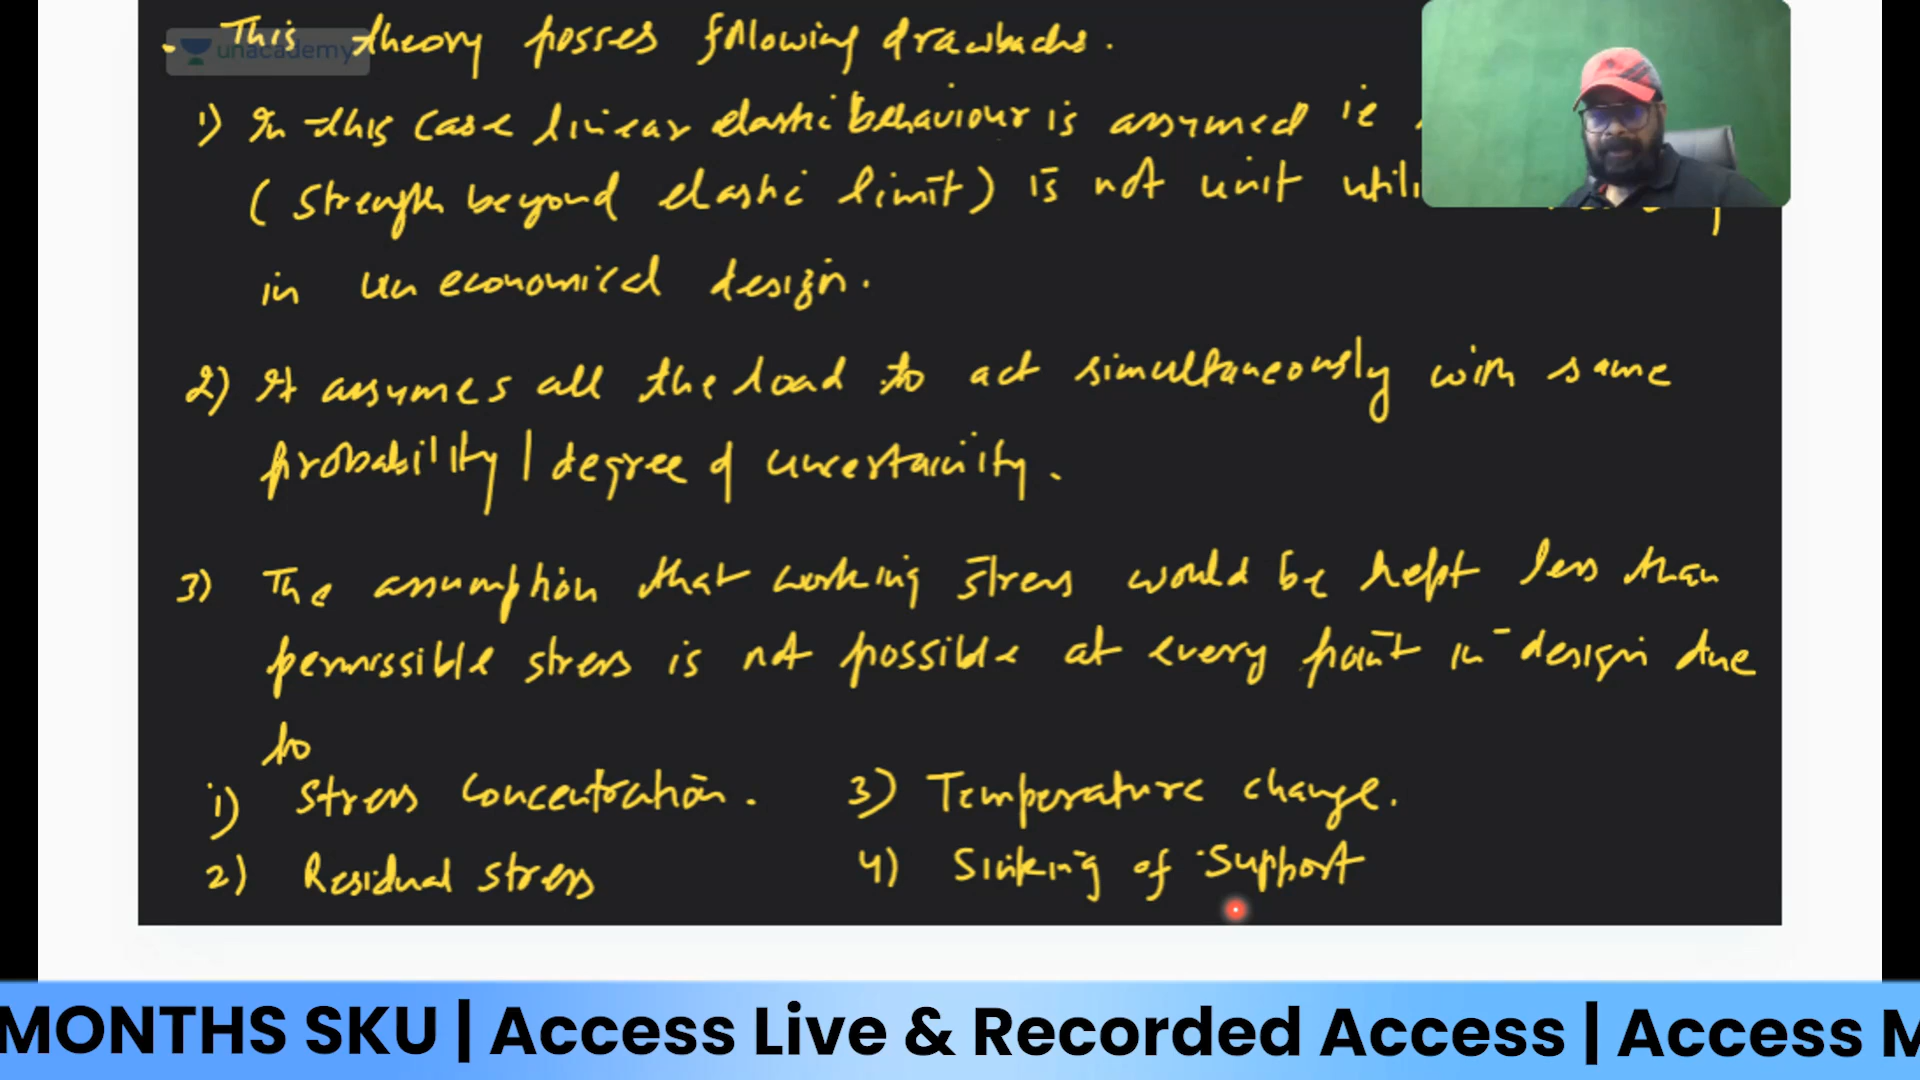 This theory posses following drawbacks.
unacademy
1) In this case linear elastic behaviour is assumed ie
(strength beyond elastic limit) is not unit utili
in un economical design.
2) It assumes all the load to act simultaneously with same
probability / degree of uncertainity.
3) The assumption that working stress would be kept less than
permissible stress is not possible at every point in design due
to
i) Stress concentration. 3) Temperature change.
2) Residual stress 4) Sinking of Support
MONTHS SKU | Access Live & Recorded Access | Access M